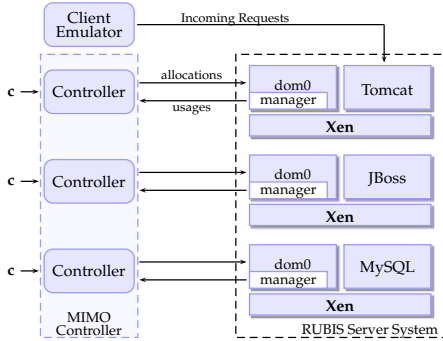 Client
Emulator
Incoming Requests
c
Controller
allocations
usages
dom0
manager
Tomcat
Xen
c
Controller
dom0
manager
JBoss
Xen
c
Controller
dom0
manager
MySQL
Xen
MIMO
Controller
RUBIS Server System